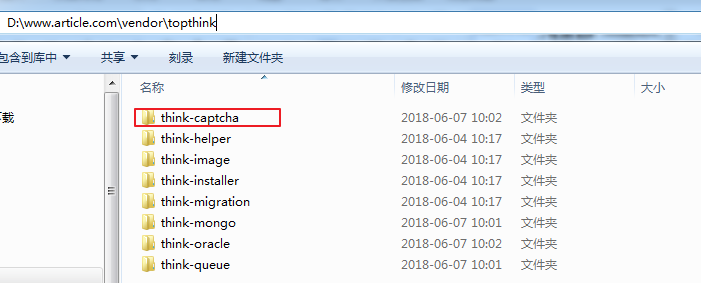 D:\www.article.com\vendor\topthink
包含到库中 共享 刻录 新建文件夹
名称 修改日期 类型 大小
下载
think-captcha 2018-06-07 10:02 文件夹
think-helper 2018-06-04 10:17 文件夹
think-image 2018-06-04 10:17 文件夹
think-installer 2018-06-04 10:17 文件夹
think-migration 2018-06-04 10:17 文件夹
think-mongo 2018-06-07 10:01 文件夹
think-oracle 2018-06-07 10:02 文件夹
think-queue 2018-06-07 10:01 文件夹